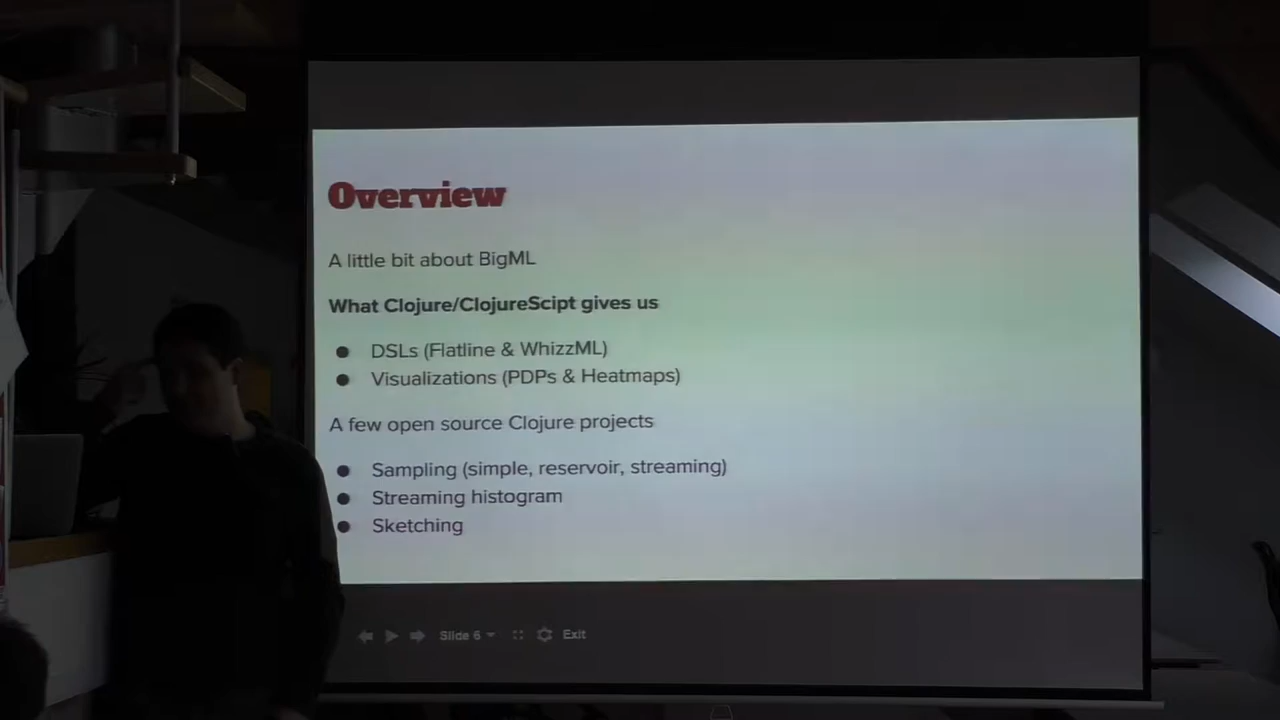 Overview
A little bit about BigML
What Clojure/ClojureScipt gives us
● DSLs (Flatline & WhizzML)
● Visualizations (PDPs & Heatmaps)
A few open source Clojure projects
● Sampling (simple, reservoir, streaming)
● Streaming histogram
● Sketching
Slide 6 Exit